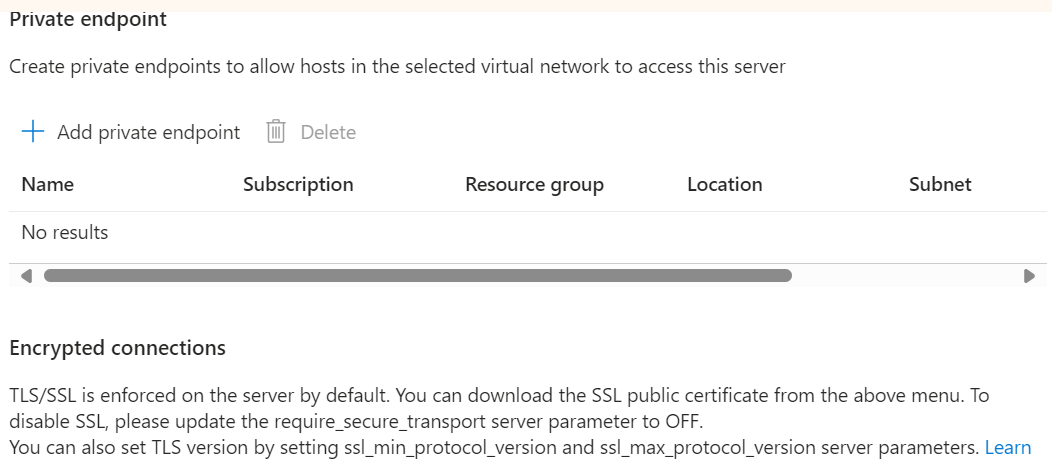 Private endpoint
Create private endpoints to allow hosts in the selected virtual network to access this server
Add private endpoint Delete
Name Subscription Resource group Location Subnet
No results
Encrypted connections
TLS/SSL is enforced on the server by default. You can download the SSL public certificate from the above menu. To
disable SSL, please update the require_secure_transport server parameter to OFF.
You can also set TLS version by setting ssl_min_protocol_version and ssl_max_protocol_version server parameters. Learn